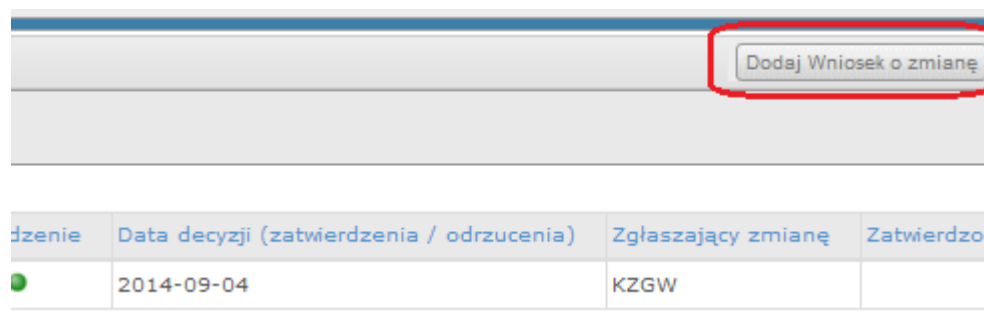 Dodaj Wniosek o zmianę
dzenie Data decyzji (zatwierdzenia / odrzucenia) Zgłaszający zmianę Zatwierdzo
2014-09-04 KZGW